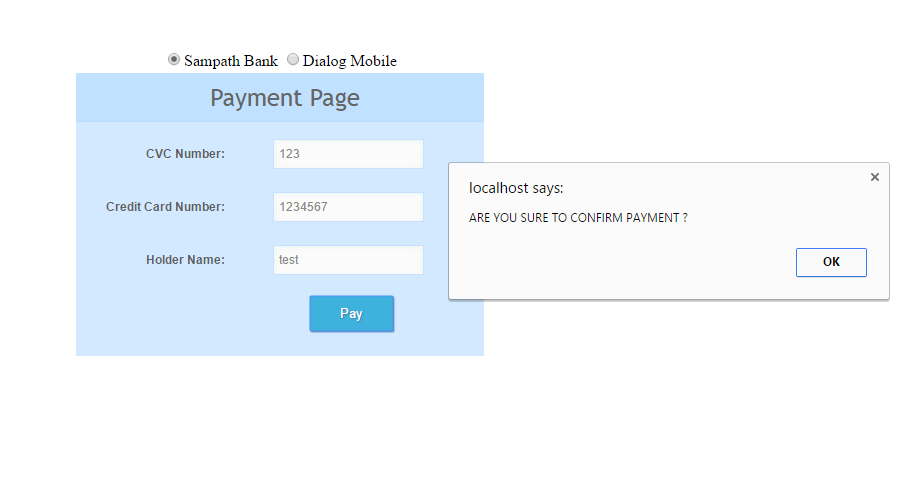 Sampath Bank Dialog Mobile
Payment Page
CVC Number: 123
Credit Card Number: 1234567
Holder Name: test
Pay
localhost says:
ARE YOU SURE TO CONFIRM PAYMENT ?
OK